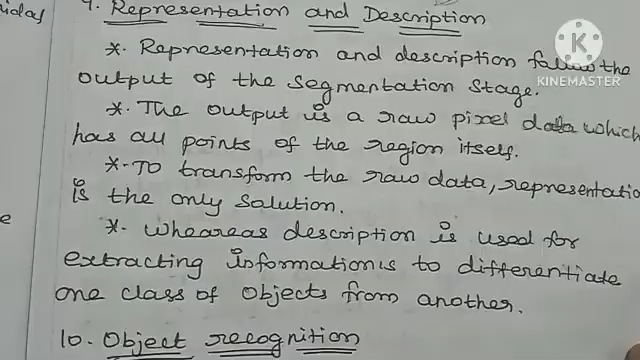 9. Representation and Description
*. Representation and description follow the
output of the segmentation stage.
*. The output is a raw pixel data which
has all points of the region itself.
*. To transform the raw data, representatio
is the only solution.
*. Whareas description is used for
extracting informations to differentiate
one class of objects from another.
10. Object recognition
KINEMASTER